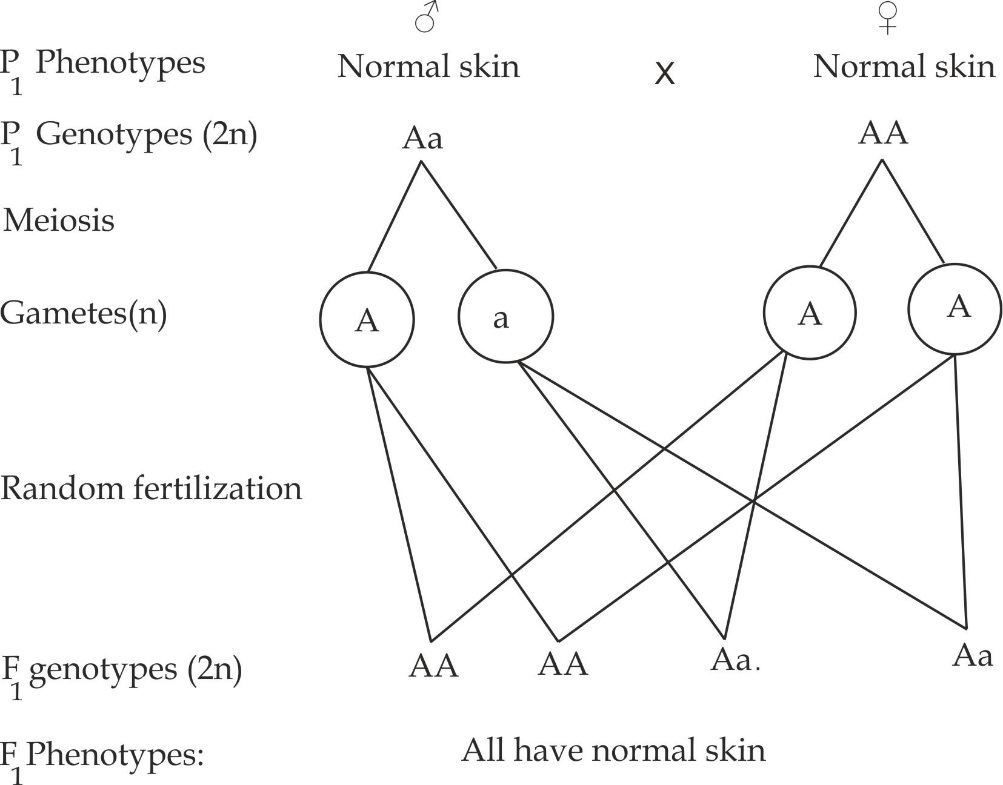 ♂ ♀
P1 Phenotypes Normal skin x Normal skin
P1 Genotypes (2n) Aa AA
Meiosis
Gametes(n) A a A A
Random fertilization
F1 genotypes (2n) AA AA Aa. Aa
F1 Phenotypes: All have normal skin